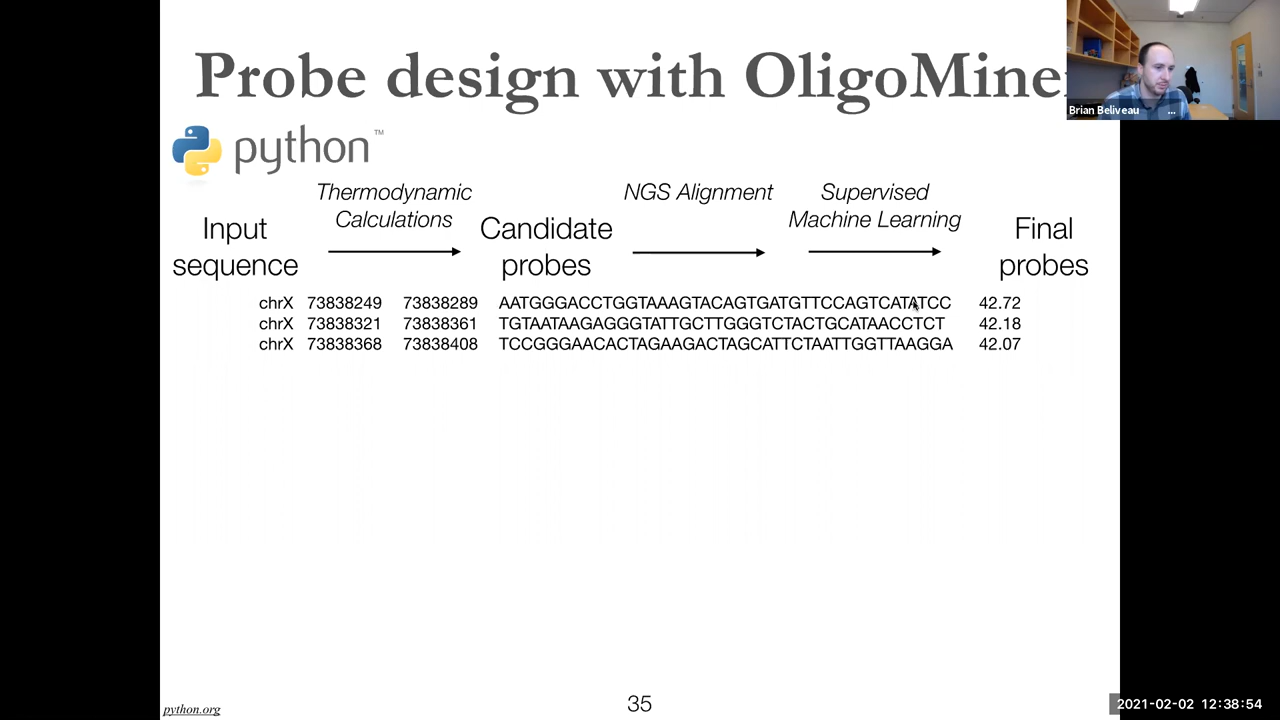 Probe design with OligoMine
Brian Beliveau ...
python™
Thermodynamic
Calculations
NGS Alignment
Supervised
Machine Learning
Input
sequence
Candidate
probes
Final
probes
chrX 73838249 73838289 AATGGGACCTGGTAAAGTACAGTGATGTTCCAGTCATATCC 42.72
chrX 73838321 73838361 TGTAATAAGAGGGTATTGCTTGGGTCTACTGCATAACCTCT 42.18
chrX 73838368 73838408 TCCGGGAACACTAGAAGACTAGCATTCTAATTGGTTAAGGA 42.07
python.org
35
2021-02-02 12:38:54